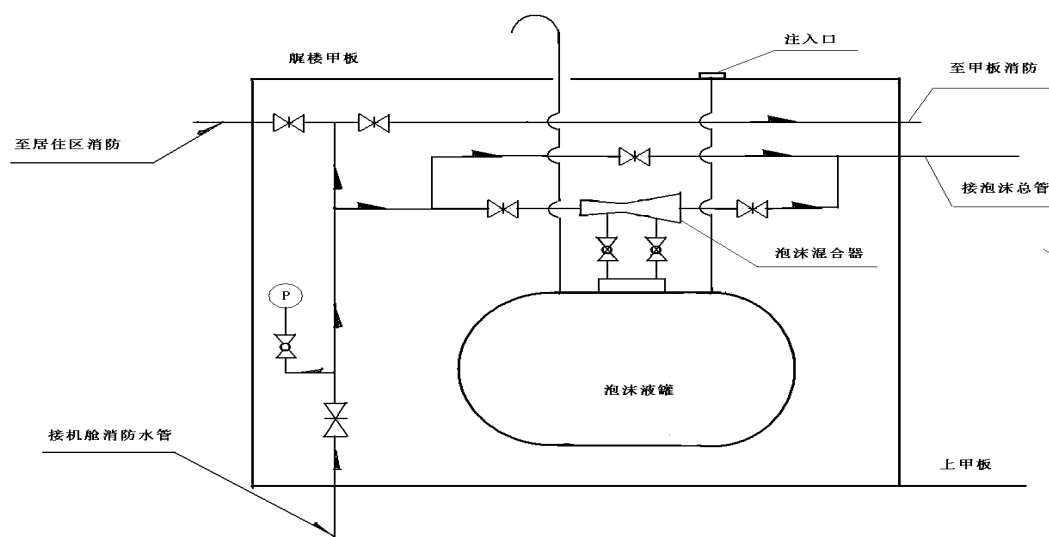 注入口
艉楼甲板
至甲板消防
至居住区消防
接泡沫总管
泡沫混合器
P
泡沫液罐
接机舱消防水管
上甲板